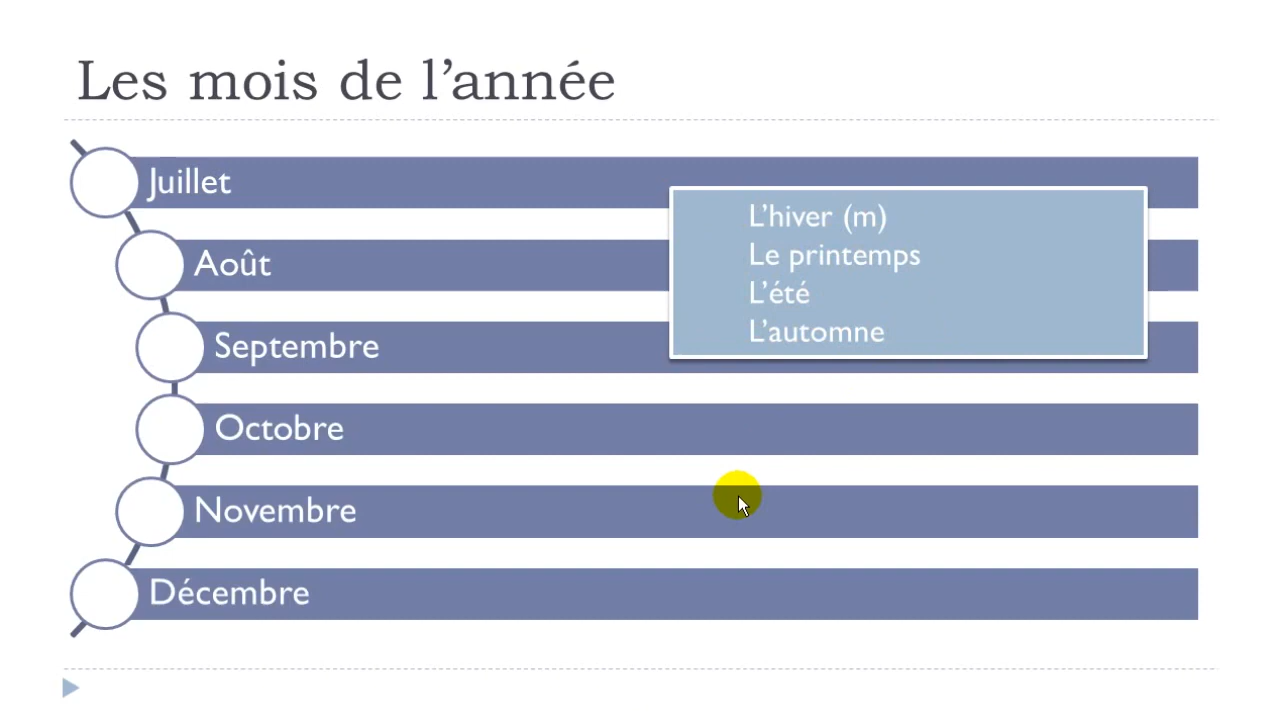 Les mois de l’année
Juillet
Août
Septembre
Octobre
Novembre
Décembre
L’hiver (m)
Le printemps
L’été
L’automne